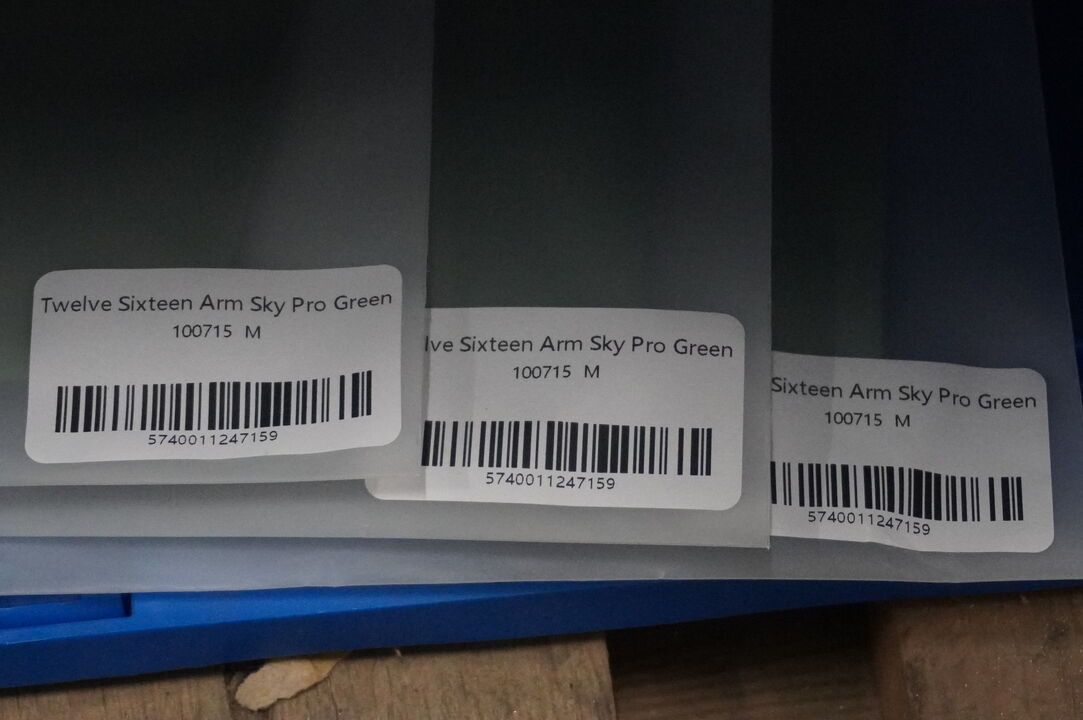 Twelve Sixteen Arm Sky Pro Green
100715 M
5740011247159
lve Sixteen Arm Sky Pro Green
100715 M
5740011247159
Sixteen Arm Sky Pro Green
100715 M
5740011247159